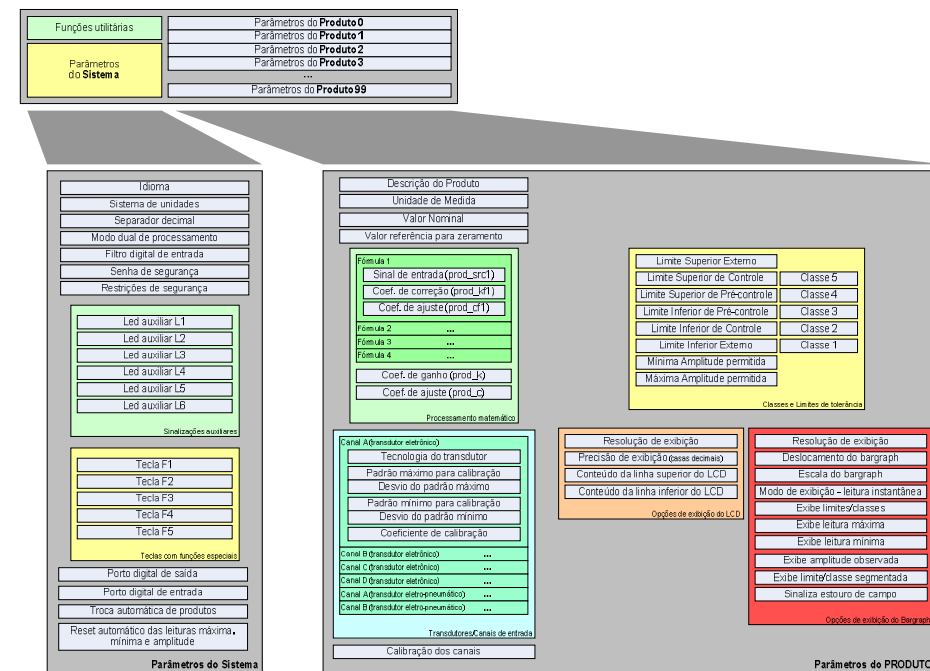 Funções utilitárias
Parâmetros
do Sistema
Parâmetros do Produto0
Parâmetros do Produto1
Parâmetros do Produto2
Parâmetros do Produto3
...
Parâmetros do Produto99
Idioma
Sistema de unidades
Separador decimal
Modo dual de processamento
Filtro digital de entrada
Senha de segurança
Restrições de segurança
Led auxiliar L1
Led auxiliar L2
Led auxiliar L3
Led auxiliar L4
Led auxiliar L5
Led auxiliar L6
Sinalizações auxiliares
Tecla F1
Tecla F2
Tecla F3
Tecla F4
Tecla F5
Teclas com funções especiais
Porto digital de saída
Porto digital de entrada
Troca automática de produtos
Reset automático das leituras máxima,
mínima e amplitude
Parâmetros do Sistema
Descrição do Produto
Unidade de Medida
Valor Nominal
Valor referência para zeramento
Fórmula 1
Sinal de entrada (prod_src1)
Coef. de correção (prod_kf1)
Coef. de ajuste (prod_cf1)
Fórmula 2 ...
Fórmula 3 ...
Fórmula 4 ...
Coef. de ganho (prod_k)
Coef. de ajuste (prod_c)
Processamento matemático
Canal A (transdutor eletrônico)
Tecnologia do transdutor
Padrão máximo para calibração
Desvio do padrão máximo
Padrão mínimo para calibração
Desvio do padrão mínimo
Coeficiente de calibração
Canal B (transdutor eletrônico) ...
Canal C (transdutor eletrônico) ...
Canal D (transdutor eletrônico) ...
Canal A (transdutor eletro-pneumático) ...
Canal B (transdutor eletro-pneumático) ...
Transdutores/Canais de entrada
Calibração dos canais
Limite Superior Externo
Limite Superior de Controle Classe 5
Limite Superior de Pré-controle Classe 4
Limite Inferior de Pré-controle Classe 3
Limite Inferior de Controle Classe 2
Limite Inferior Externo Classe 1
Mínima Amplitude permitida
Máxima Amplitude permitida
Classes e Limites de tolerância
Resolução de exibição
Precisão de exibição (casas decimais)
Conteúdo da linha superior do LCD
Conteúdo da linha inferior do LCD
Opções de exibição do LCD
Resolução de exibição
Deslocamento do bargraph
Escala do bargraph
Modo de exibição – leitura instantânea
Exibe limites/classes
Exibe leitura máxima
Exibe leitura mínima
Exibe amplitude observada
Exibe limite/classe segmentada
Sinaliza estouro de campo
Opções de exibição do Bargraph
Parâmetros do PRODUTO